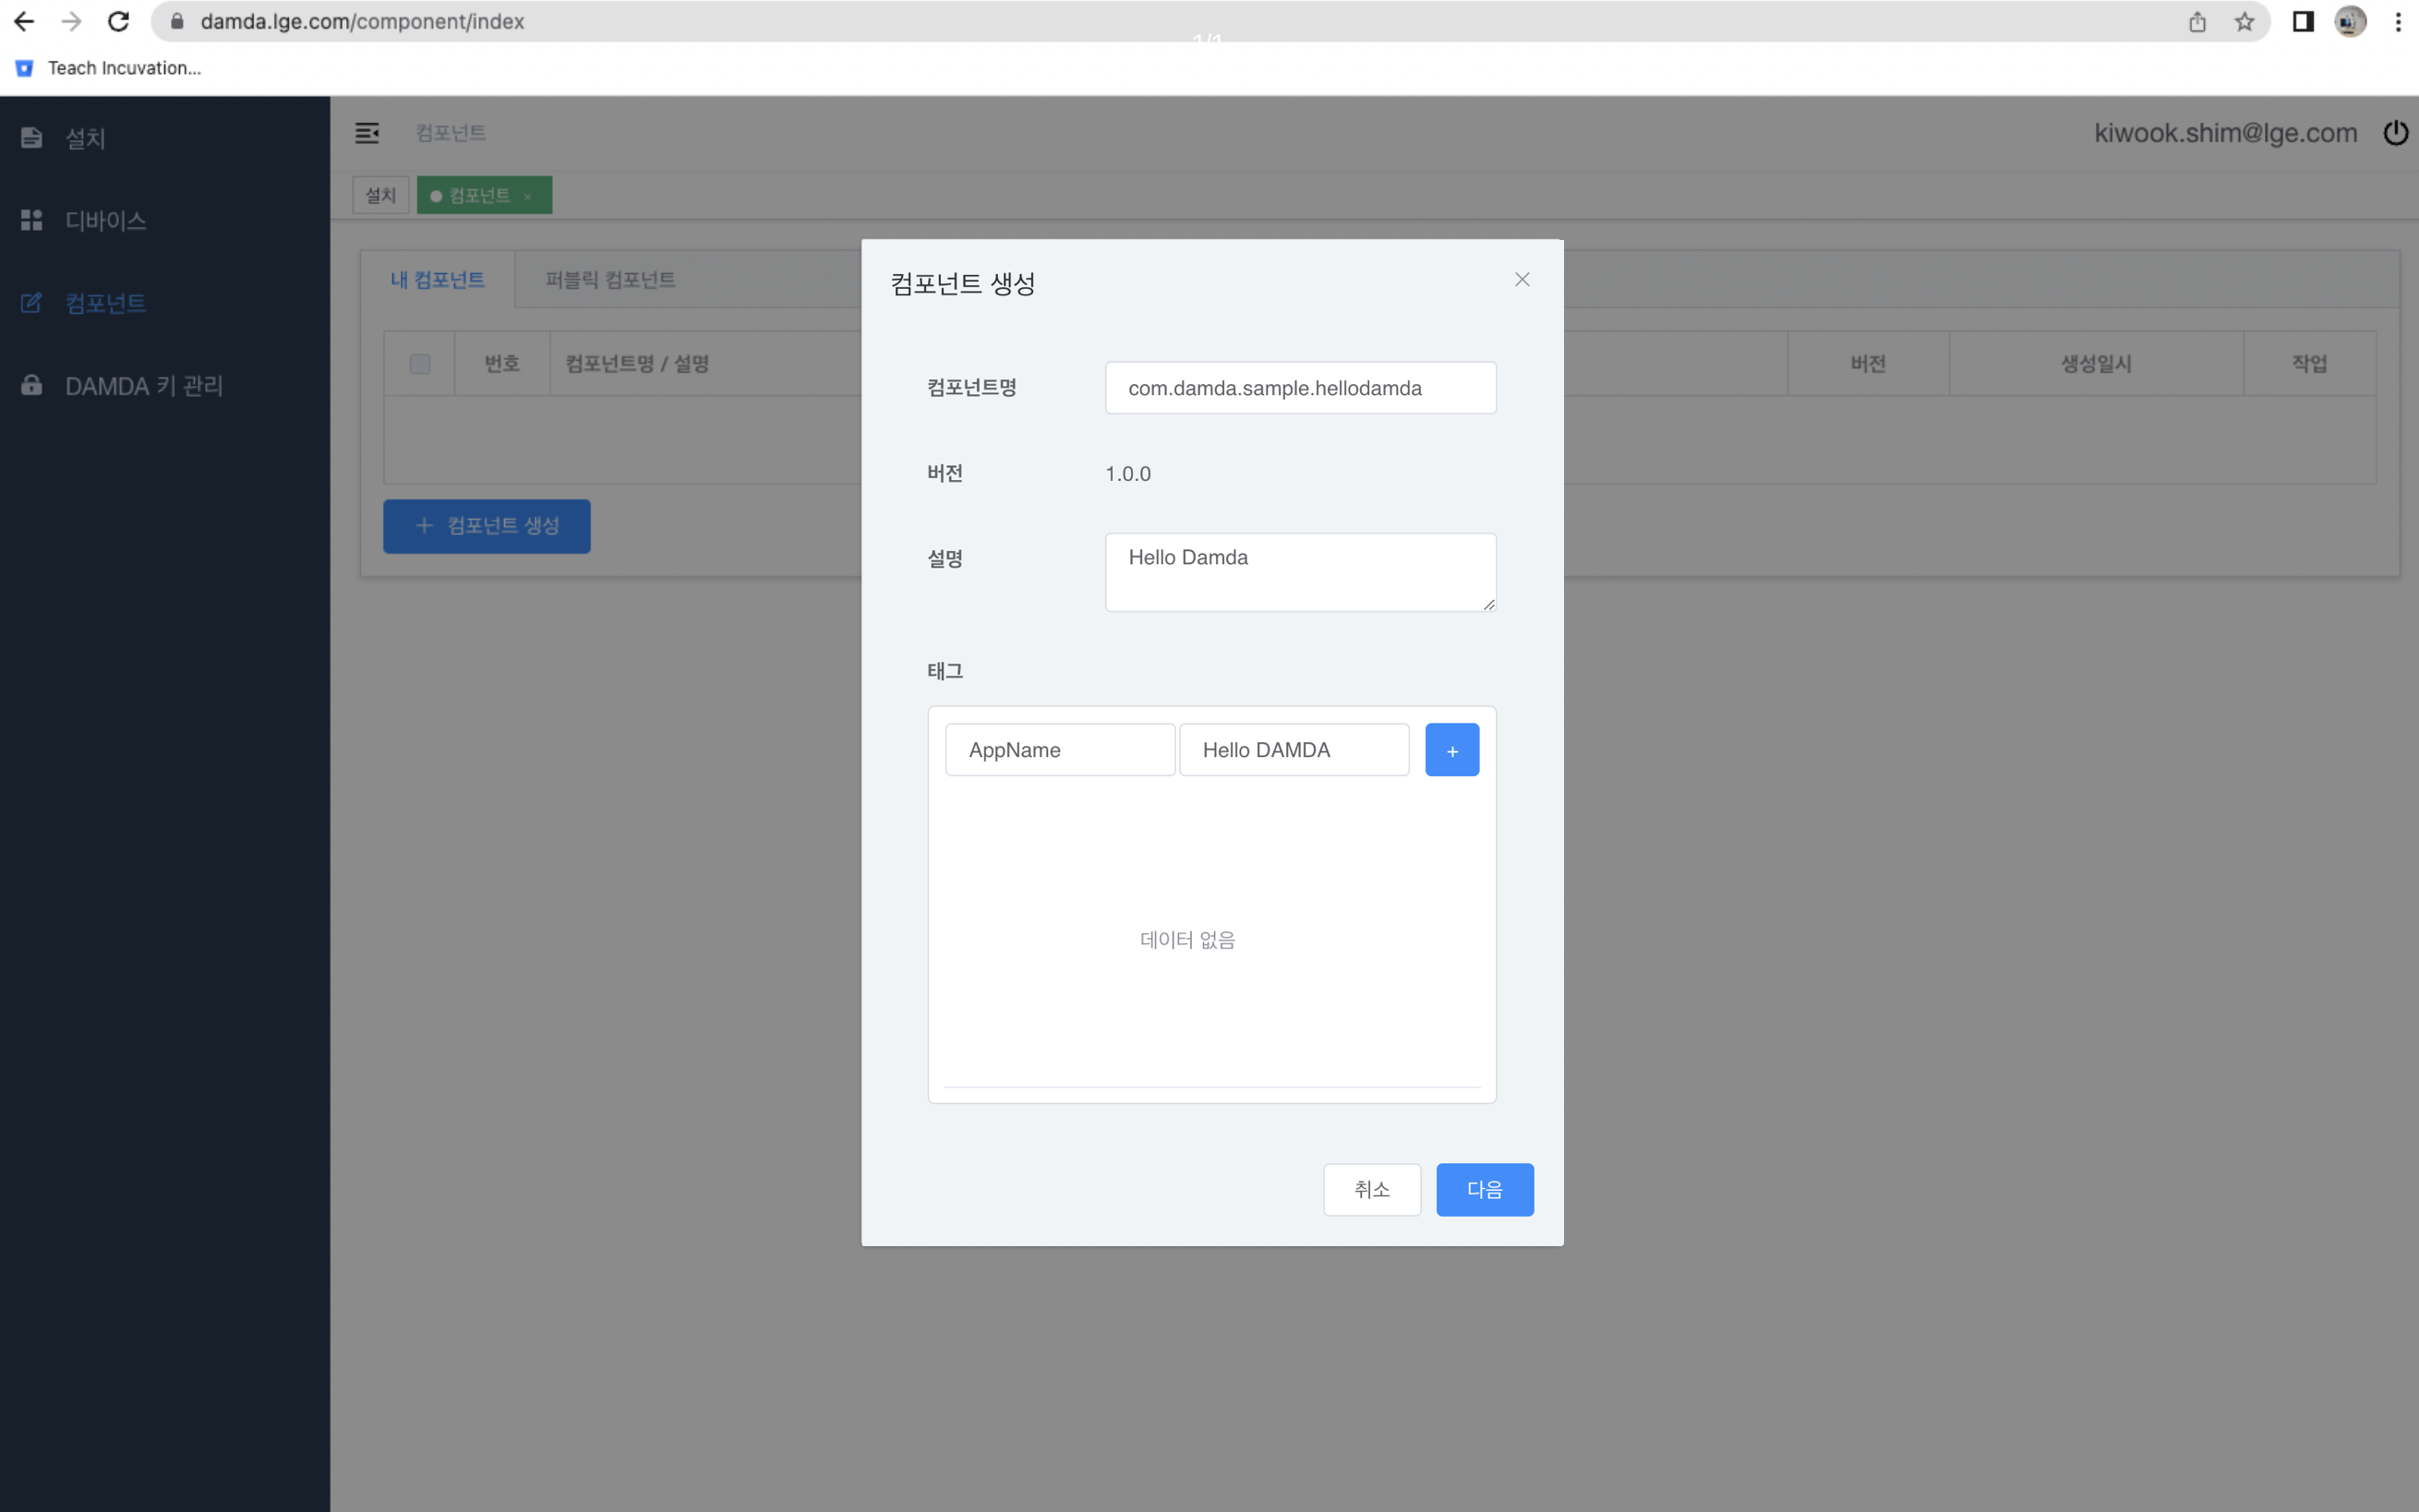 damda.lge.com/component/index
1/1
Teach Incuvation...
설치
디바이스
컴포넌트
DAMDA 키 관리
컴포넌트
kiwook.shim@lge.com
설치
컴포넌트 ×
내 컴포넌트
퍼블릭 컴포넌트
번호
컴포넌트명 / 설명
버전
생성일시
작업
+ 컴포넌트 생성
컴포넌트 생성
컴포넌트명
com.damda.sample.hellodamda
버전
1.0.0
설명
Hello Damda
태그
AppName
Hello DAMDA
+
데이터 없음
취소
다음